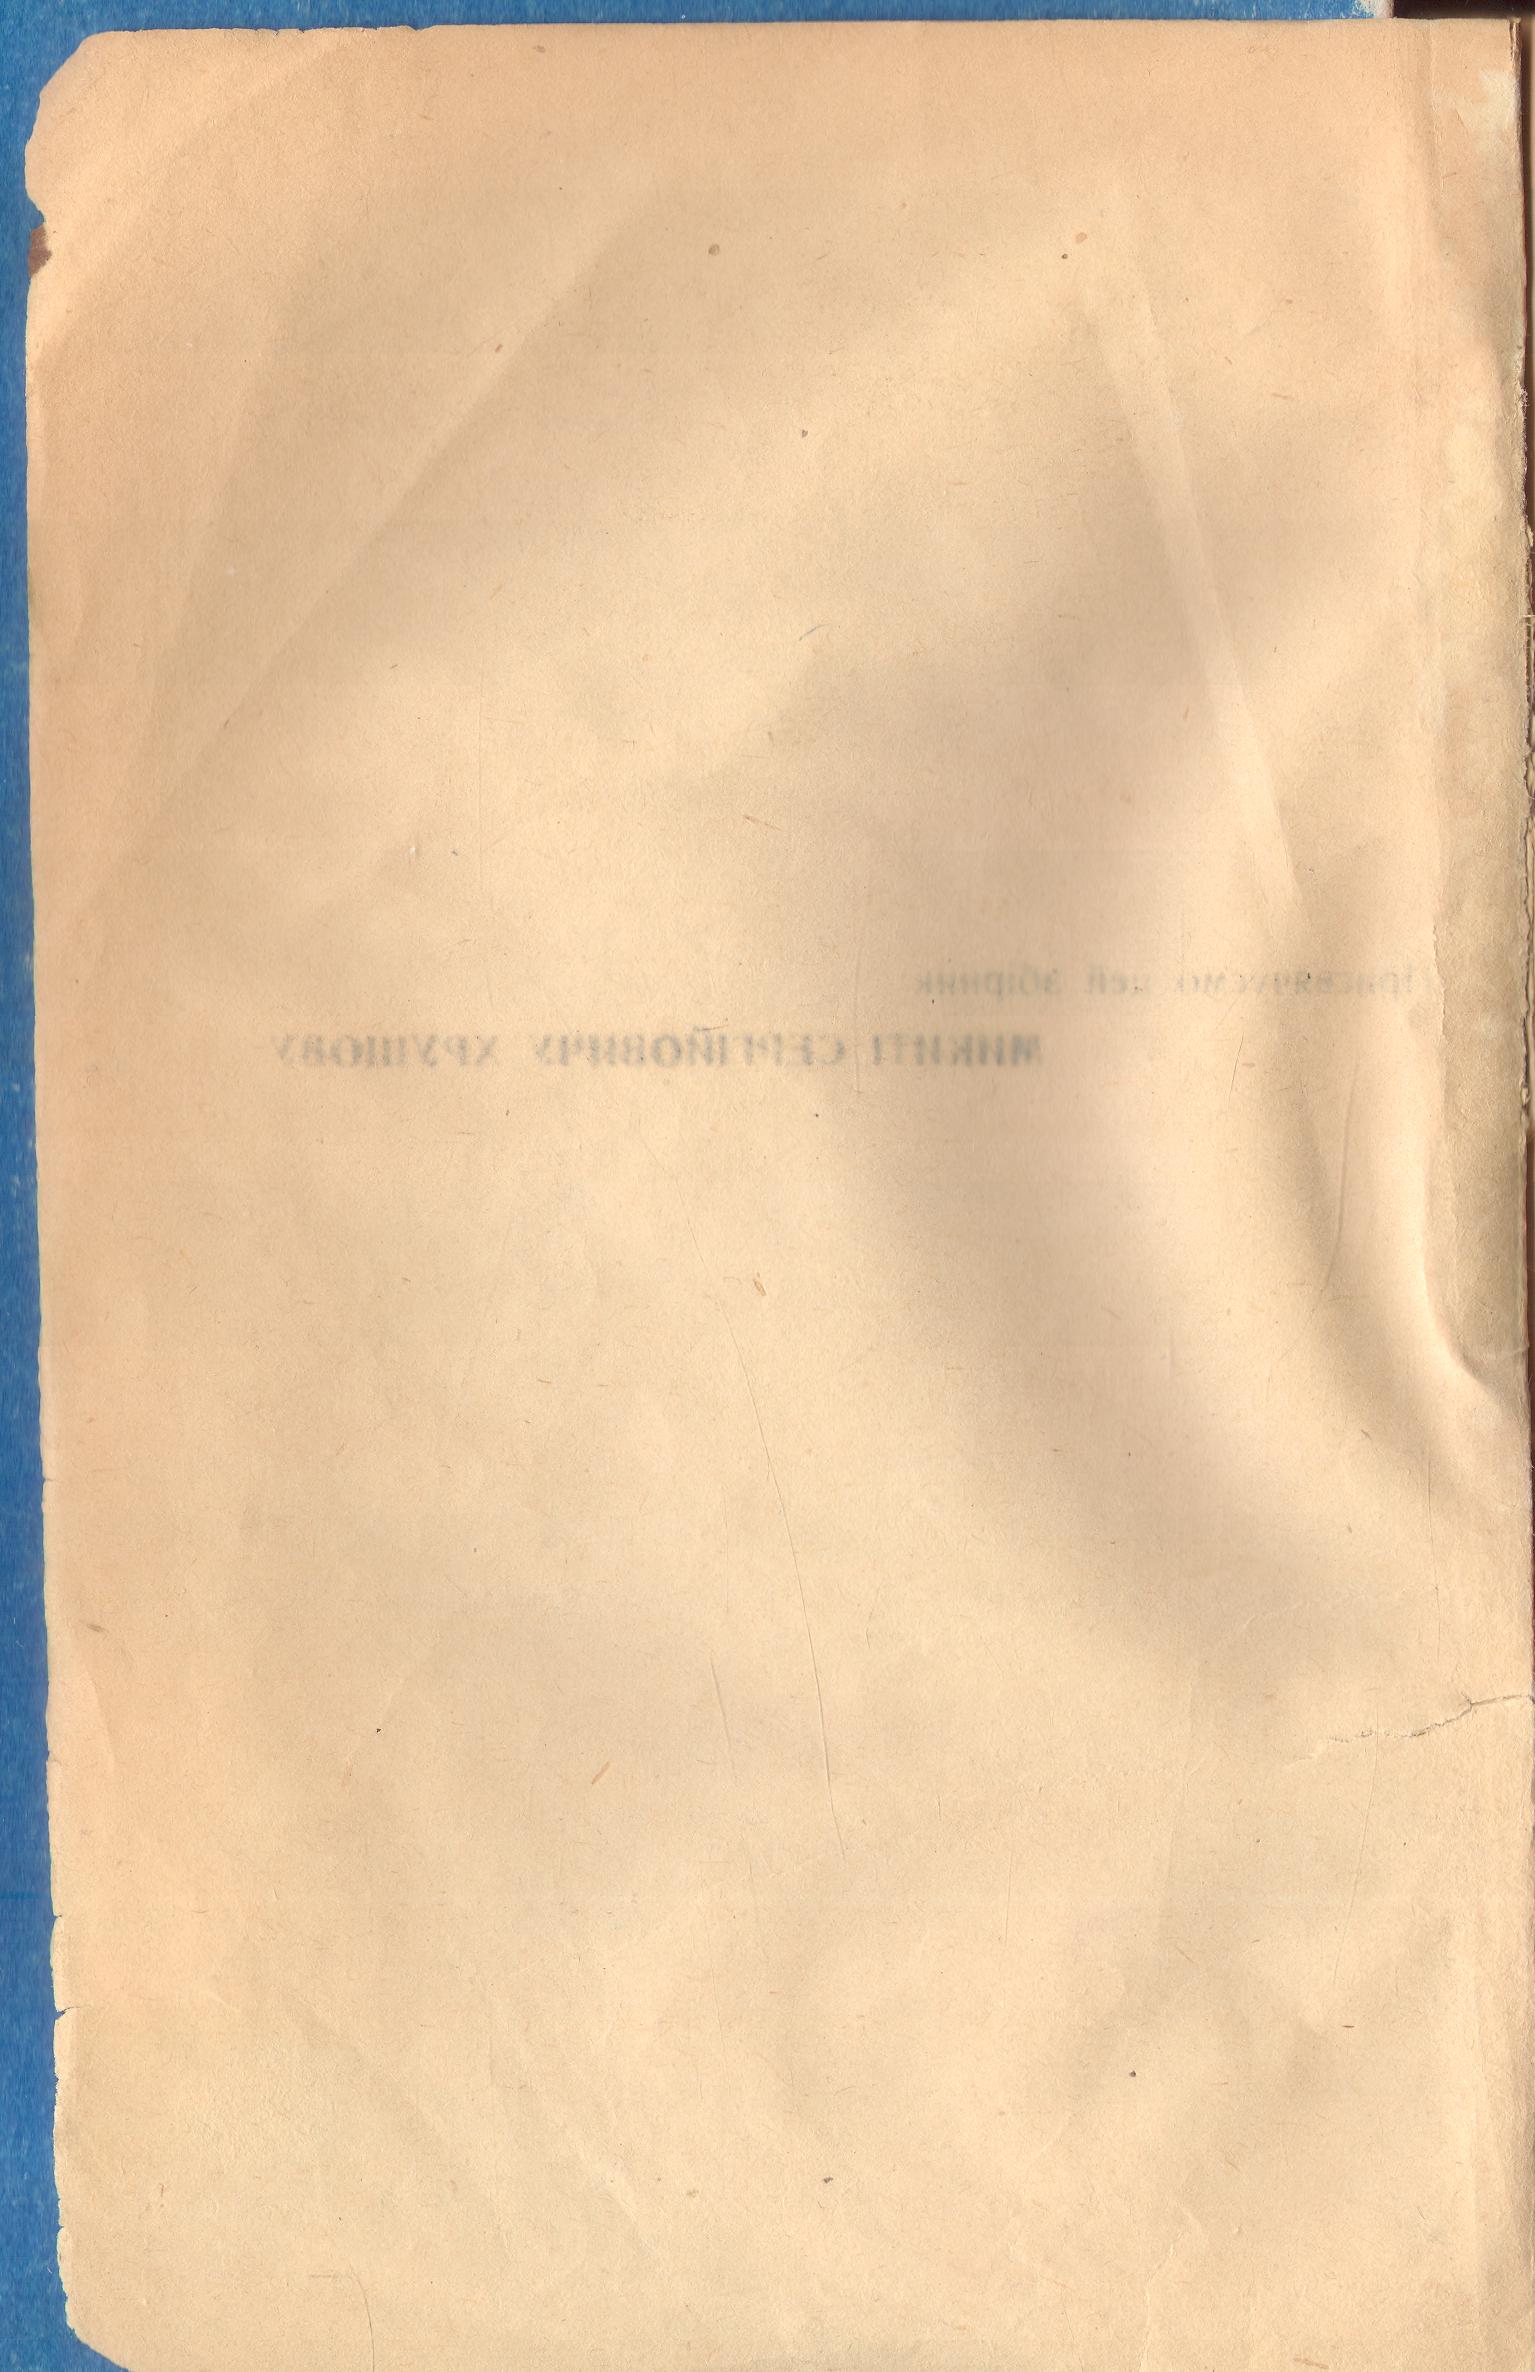 Присвячуємо цей збірник
МИКИТІ СЕРГІЙОВИЧУ ХРУЩОВУ